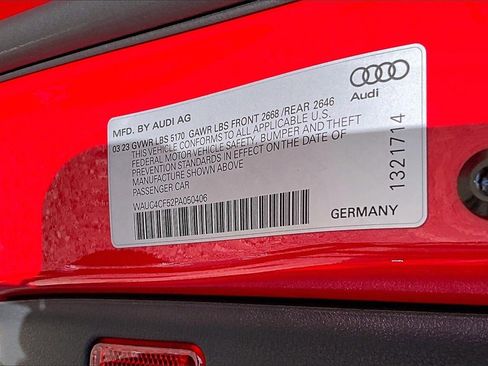 Audi
MFD. BY AUDI AG
03 23 GVWR LBS 5170 GAWR LBS FRONT 2668 / REAR 2646
THIS VEHICLE CONFORMS TO ALL APPLICABLE U.S.
FEDERAL MOTOR VEHICLE SAFETY, BUMPER AND THEFT
PREVENTION STANDARDS IN EFFECT ON THE DATE OF
MANUFACTURE SHOWN ABOVE
PASSENGER CAR
WAUC4CF52PA050406
1321714
GERMANY